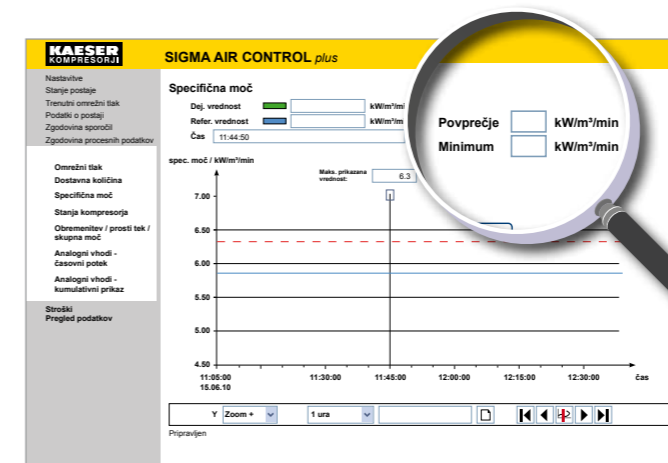 KAESER
KOMPRESORJI
SIGMA AIR CONTROL plus
Nastavitve
Stanje postaje
Trenutni omrežni tlak
Podatki o postaji
Zgodovina sporočil
Zgodovina procesnih podatkov
Omrežni tlak
Dostavna količina
Specifična moč
Stanja kompresorja
Obremenitev / prosti tek /
skupna moč
Analogni vhodi -
časovni potek
Analogni vhodi -
kumulativni prikaz
Stroški
Pregled podatkov
Specifična moč
Dej. vrednost kW/m³/mi
Refer. vrednost kW/m³/m
Čas 11:44:50
Povprečje kW/m³/min
Minimum kW/m³/min
spec. moč / kW/m³/min
Maks. prikazana
vrednost: 6.3
7.00
6.50
6.00
5.50
5.00
4.50
11:05:00 11:30:00 11:45:00 12:00:00 12:15:00 12:30:00 čas
15.06.10
Y Zoom + 1 ura
Pripravljen